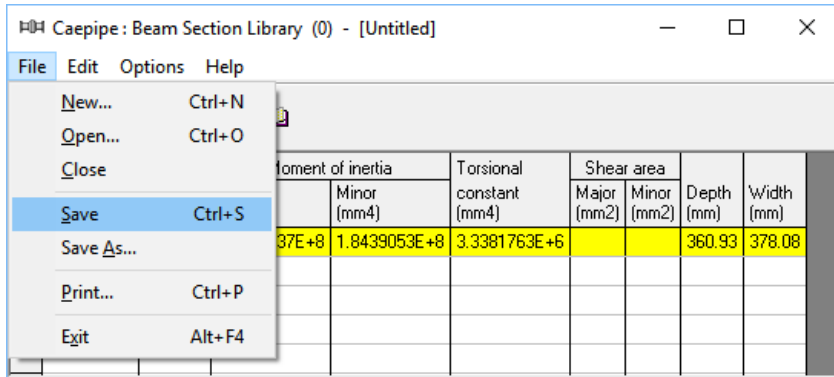 Caepipe : Beam Section Library (0) - [Untitled]
File Edit Options Help
New... Ctrl+N
Open... Ctrl+O
Close
Save Ctrl+S
Save As...
Print... Ctrl+P
Exit Alt+F4
oment of inertia Torsional Shear area
Minor constant Major Minor Depth Width
(mm4) (mm4) (mm2) (mm2) (mm) (mm)
37E+8 1.8439053E+8 3.3381763E+6 360.93 378.08